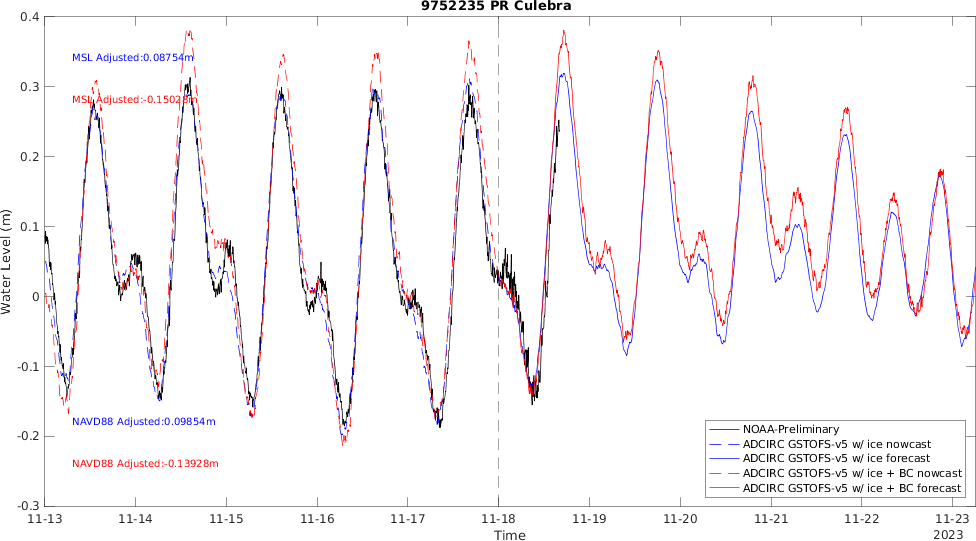 9752235 PR Culebra
0.4
0.3
0.2
0.1
0
-0.1
-0.2
-0.3
Water Level (m)
MSL Adjusted:0.08754m
MSL Adjusted:-0.15028m
NAVD88 Adjusted:0.09854m
NAVD88 Adjusted:-0.13928m
NOAA-Preliminary
ADCIRC GSTOFS-v5 w/ ice nowcast
ADCIRC GSTOFS-v5 w/ ice forecast
ADCIRC GSTOFS-v5 w/ ice + BC nowcast
ADCIRC GSTOFS-v5 w/ ice + BC forecast
11-13 11-14 11-15 11-16 11-17 11-18 11-19 11-20 11-21 11-22 11-23
2023
Time